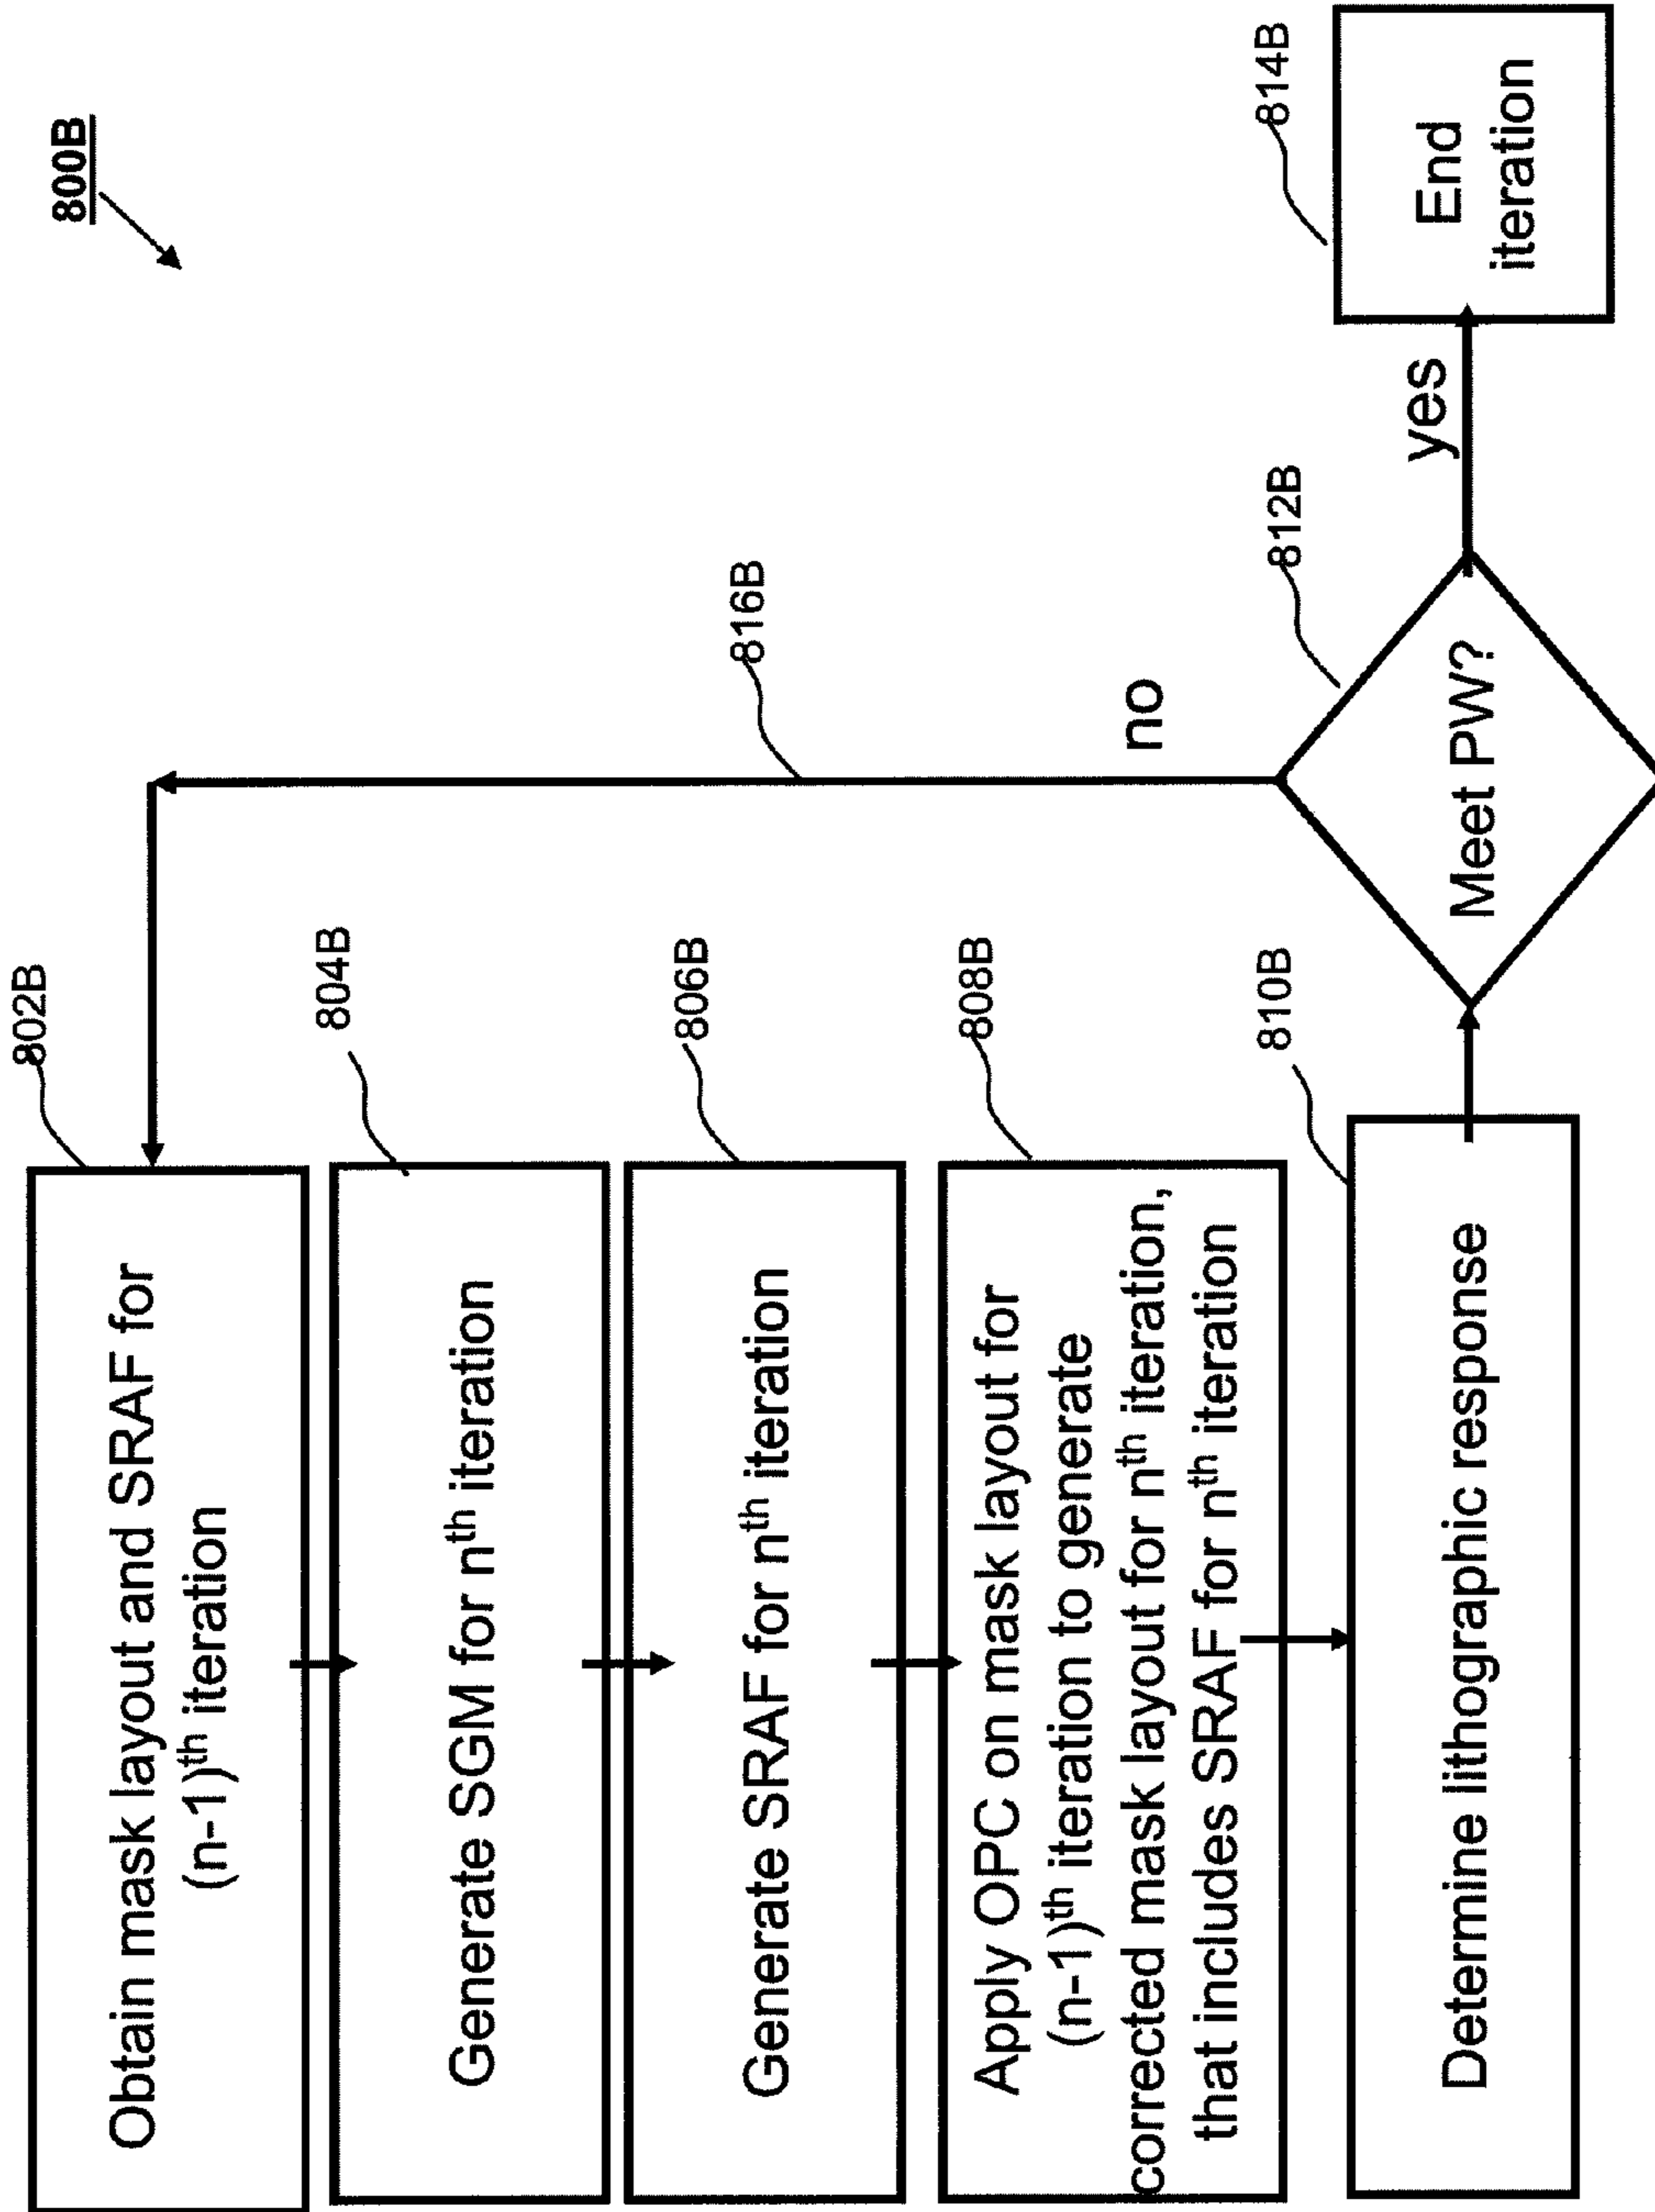 800B
802B
Obtain mask layout and SRAF for
(n-1)th iteration
804B
Generate SGM for nth iteration
806B
Generate SRAF for nth iteration
808B
Apply OPC on mask layout for
(n-1)th iteration to generate
corrected mask layout for nth iteration,
that includes SRAF for nth iteration
810B
Determine lithographic response
812B
Meet PW?
816B
no
yes
814B
End
iteration